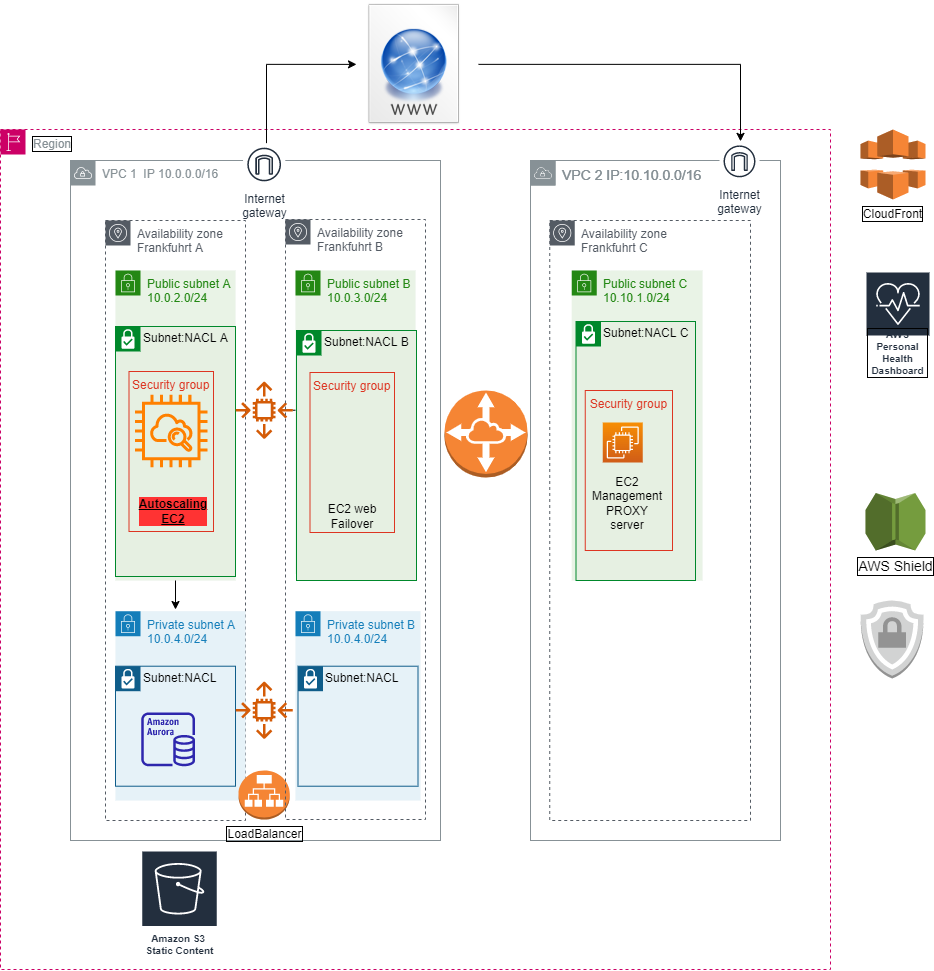 WWW
Region
VPC 1  IP 10.0.0.0/16
Internet
gateway
VPC 2 IP:10.10.0.0/16
Internet
gateway
Availability zone
Frankfuhrt A
Availability zone
Frankfuhrt B
Availability zone
Frankfuhrt C
Public subnet A
10.0.2.0/24
Public subnet B
10.0.3.0/24
Public subnet C
10.10.1.0/24
Subnet:NACL A
Subnet:NACL B
Subnet:NACL C
Security group
Security group
Security group
Autoscaling
EC2
EC2 web
Failover
EC2
Management
PROXY
server
Private subnet A
10.0.4.0/24
Private subnet B
10.0.4.0/24
Subnet:NACL
Subnet:NACL
Amazon
Aurora
LoadBalancer
Amazon S3
Static Content
CloudFront
AWS
Personal
Health
Dashboard
AWS Shield